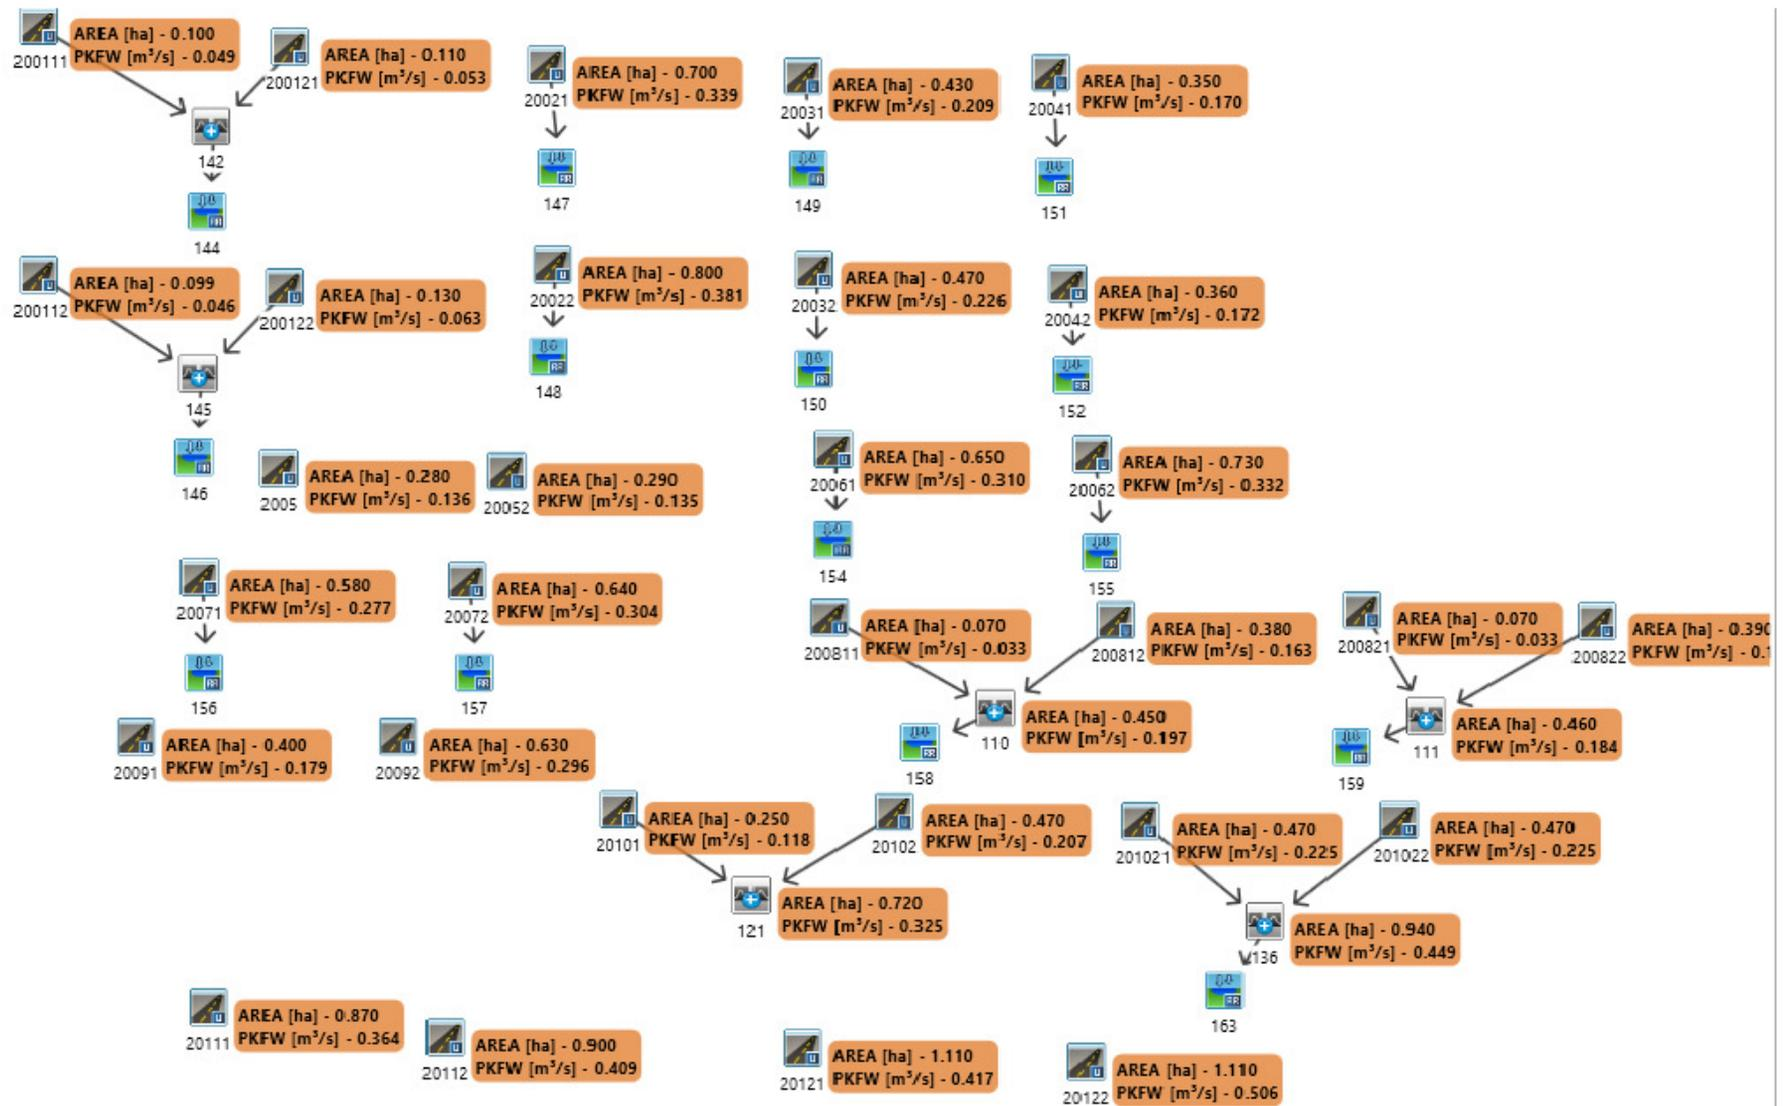 AREA [ha] - 0.100
PKFW [m³/s] - 0.049
200111
AREA [ha] - 0.110
PKFW [m³/s] - 0.053
200121
142
144
AREA [ha] - 0.700
PKFW [m³/s] - 0.339
20021
147
AREA [ha] - 0.430
PKFW [m³/s] - 0.209
20031
149
AREA [ha] - 0.350
PKFW [m³/s] - 0.170
20041
151
AREA [ha] - 0.099
PKFW [m³/s] - 0.046
200112
AREA [ha] - 0.130
PKFW [m³/s] - 0.063
200122
145
146
AREA [ha] - 0.800
PKFW [m³/s] - 0.381
20022
148
AREA [ha] - 0.470
PKFW [m³/s] - 0.226
20032
150
AREA [ha] - 0.360
PKFW [m³/s] - 0.172
20042
152
AREA [ha] - 0.280
PKFW [m³/s] - 0.136
2005
AREA [ha] - 0.290
PKFW [m³/s] - 0.135
20052
AREA [ha] - 0.650
PKFW [m³/s] - 0.310
20061
154
AREA [ha] - 0.730
PKFW [m³/s] - 0.332
20062
155
AREA [ha] - 0.580
PKFW [m³/s] - 0.277
20071
156
AREA [ha] - 0.640
PKFW [m³/s] - 0.304
20072
157
AREA [ha] - 0.070
PKFW [m³/s] - 0.033
200811
AREA [ha] - 0.380
PKFW [m³/s] - 0.163
200812
AREA [ha] - 0.450
PKFW [m³/s] - 0.197
110
158
AREA [ha] - 0.070
PKFW [m³/s] - 0.033
200821
AREA [ha] - 0.390
PKFW [m³/s] - 0.1
200822
AREA [ha] - 0.460
PKFW [m³/s] - 0.184
111
159
AREA [ha] - 0.400
PKFW [m³/s] - 0.179
20091
AREA [ha] - 0.630
PKFW [m³/s] - 0.296
20092
AREA [ha] - 0.250
PKFW [m³/s] - 0.118
20101
AREA [ha] - 0.470
PKFW [m³/s] - 0.207
20102
AREA [ha] - 0.720
PKFW [m³/s] - 0.325
121
AREA [ha] - 0.470
PKFW [m³/s] - 0.225
201021
AREA [ha] - 0.470
PKFW [m³/s] - 0.225
201022
AREA [ha] - 0.940
PKFW [m³/s] - 0.449
136
163
AREA [ha] - 0.870
PKFW [m³/s] - 0.364
20111
AREA [ha] - 0.900
PKFW [m³/s] - 0.409
20112
AREA [ha] - 1.110
PKFW [m³/s] - 0.417
20121
AREA [ha] - 1.110
PKFW [m³/s] - 0.506
20122